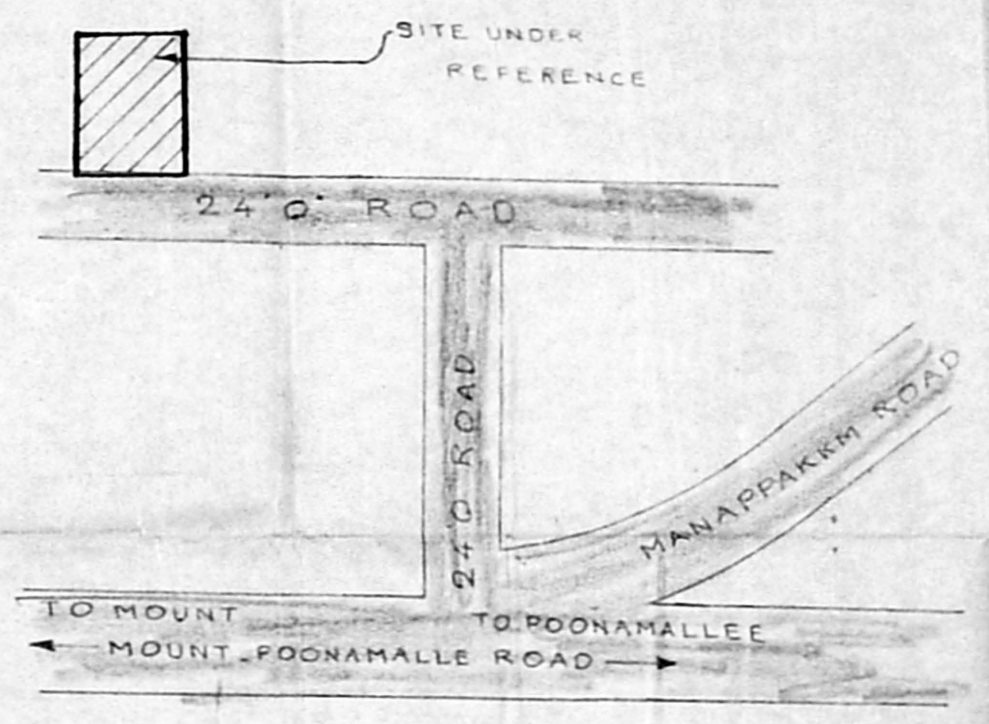 SITE UNDER
REFERENCE
24'0" ROAD
24'0 ROAD
MANAPPAKKM ROAD
TO MOUNT
TO POONAMALLEE
MOUNT-POONAMALLE ROAD